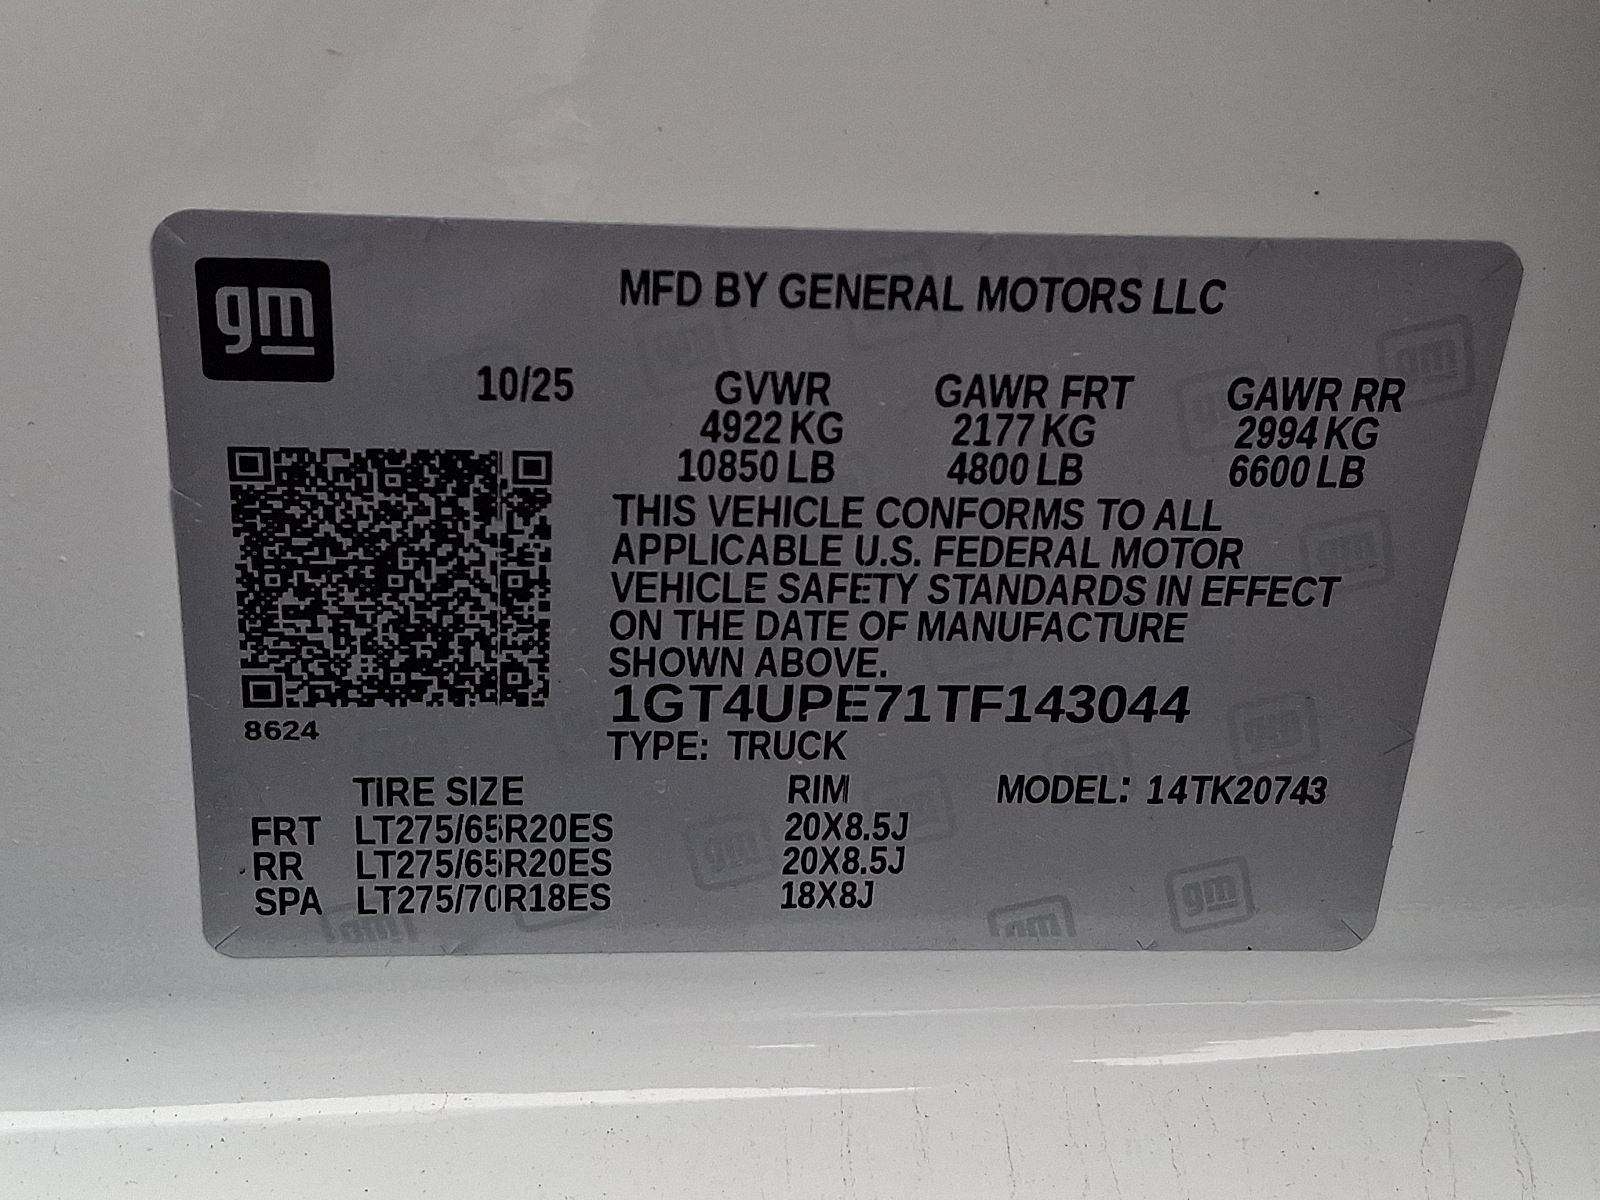 gm
MFD BY GENERAL MOTORS LLC
10/25 GVWR GAWR FRT GAWR RR
4922 KG 2177 KG 2994 KG
10850 LB 4800 LB 6600 LB
THIS VEHICLE CONFORMS TO ALL
APPLICABLE U.S. FEDERAL MOTOR
VEHICLE SAFETY STANDARDS IN EFFECT
ON THE DATE OF MANUFACTURE
SHOWN ABOVE.
1GT4UPE71TF143044
8624
TYPE: TRUCK
TIRE SIZE RIM MODEL: 14TK20743
FRT LT275/65R20ES 20X8.5J
RR LT275/65R20ES 20X8.5J
SPA LT275/70R18ES 18X8J